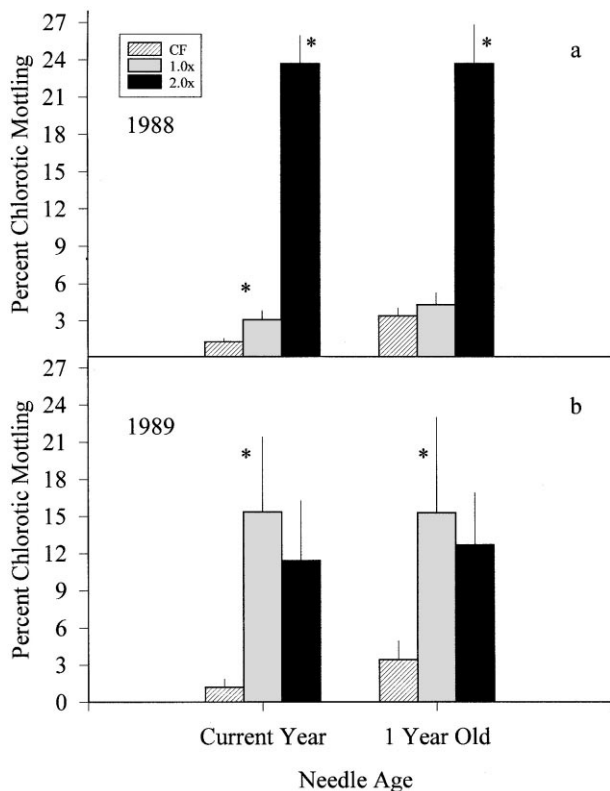 27
24
21
18
15
12
9
6
3
Percent Chlorotic Mottling
CF
1.0x
2.0x
1988
*
*
*
a
27
24
21
18
15
12
9
6
3
0
Percent Chlorotic Mottling
1989
*
*
b
Current Year
1 Year Old
Needle Age